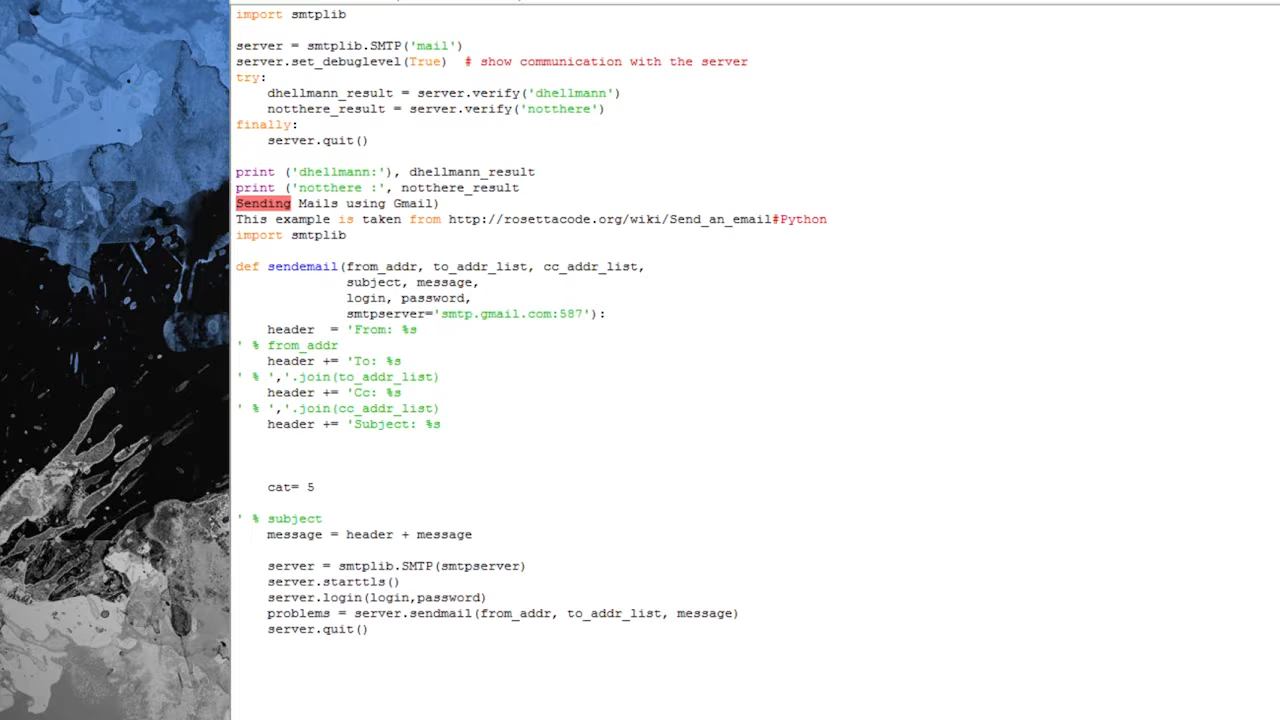 import smtplib
server = smtplib.SMTP('mail')
server.set_debuglevel(True)  # show communication with the server
try:
    dhellmann_result = server.verify('dhellmann')
    notthere_result = server.verify('notthere')
finally:
    server.quit()
print ('dhellmann:'), dhellmann_result
print ('notthere :', notthere_result
Sending Mails using Gmail)
This example is taken from http://rosettacode.org/wiki/Send_an_email#Python
import smtplib
def sendemail(from_addr, to_addr_list, cc_addr_list,
              subject, message,
              login, password,
              smtpserver='smtp.gmail.com:587'):
    header  = 'From: %s
' % from_addr
    header += 'To: %s
' % ','.join(to_addr_list)
    header += 'Cc: %s
' % ','.join(cc_addr_list)
    header += 'Subject: %s
    cat= 5
' % subject
    message = header + message
    server = smtplib.SMTP(smtpserver)
    server.starttls()
    server.login(login,password)
    problems = server.sendmail(from_addr, to_addr_list, message)
    server.quit()